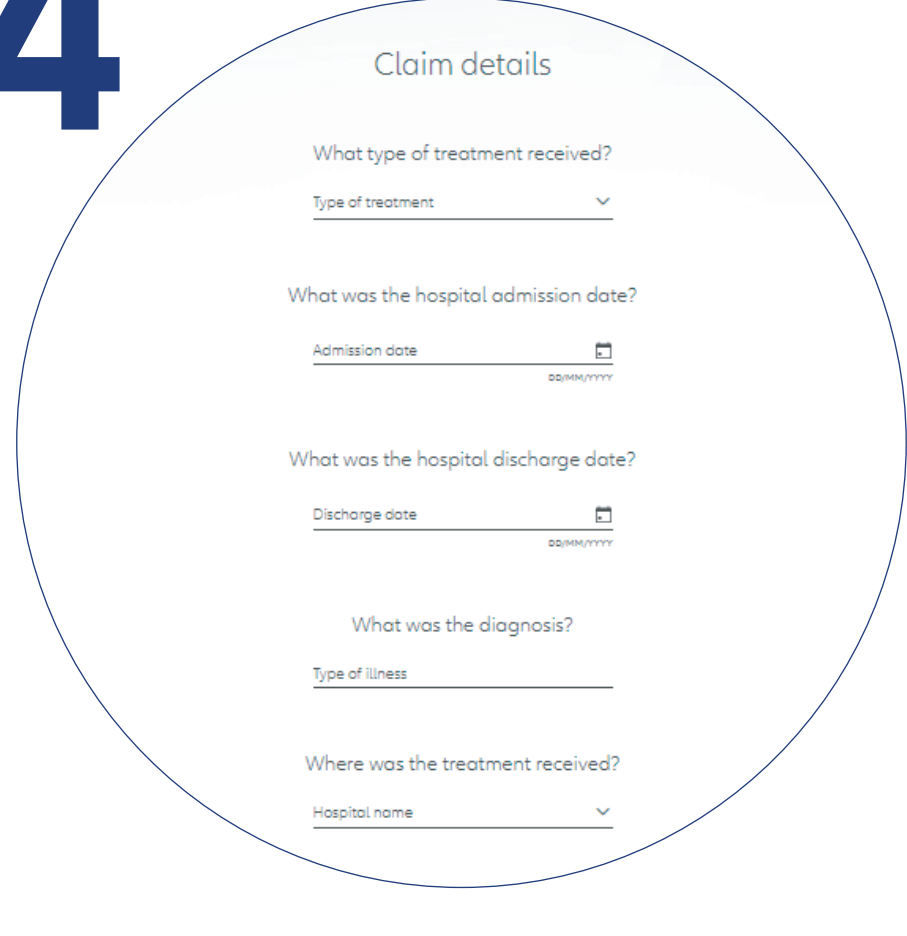 4
Claim details
What type of treatment received?
Type of treatment
What was the hospital admission date?
Admission date
DD/MM/YYYY
What was the hospital discharge date?
Discharge date
DD/MM/YYYY
What was the diagnosis?
Type of illness
Where was the treatment received?
Hospital name